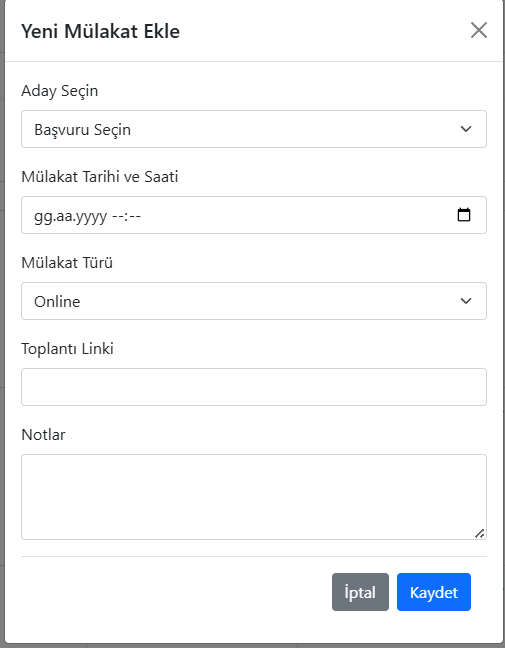 Yeni Mülakat Ekle
Aday Seçin
Başvuru Seçin
Mülakat Tarihi ve Saati
gg.aa.yyyy --:--
Mülakat Türü
Online
Toplantı Linki
Notlar
İptal
Kaydet